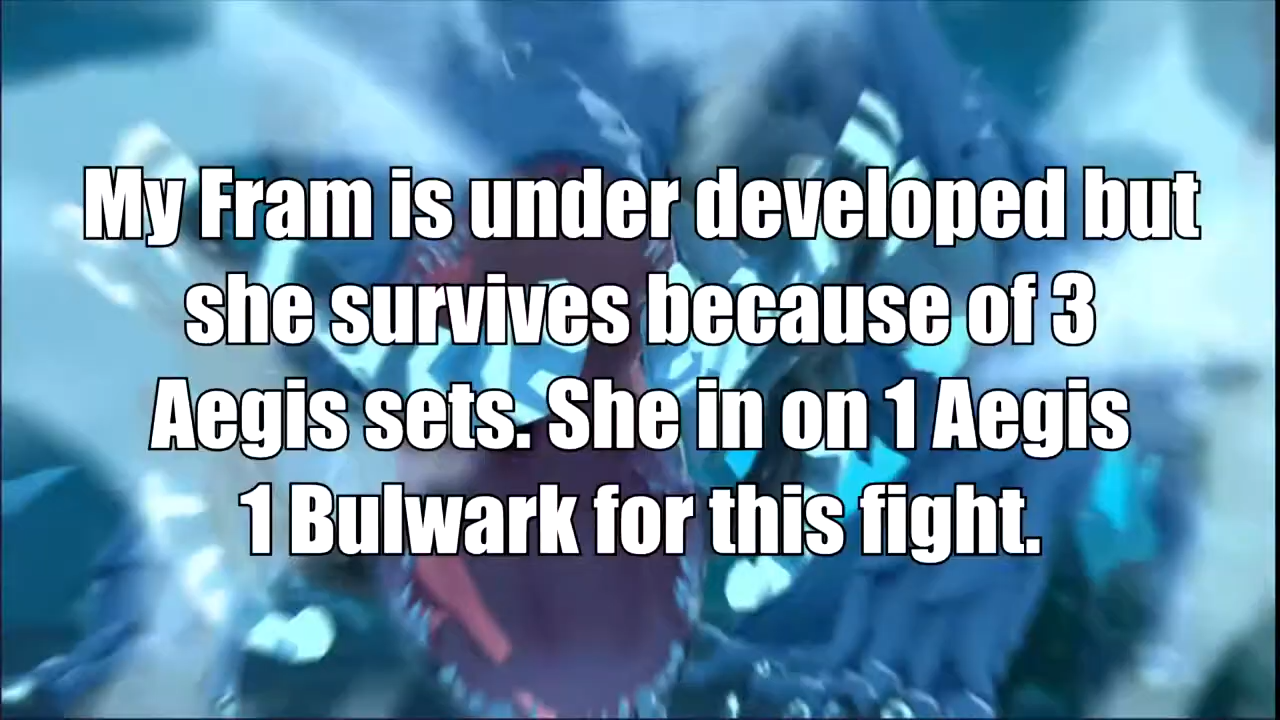 My Fram is under developed but
she survives because of 3
Aegis sets. She in on 1 Aegis
1 Bulwark for this fight.